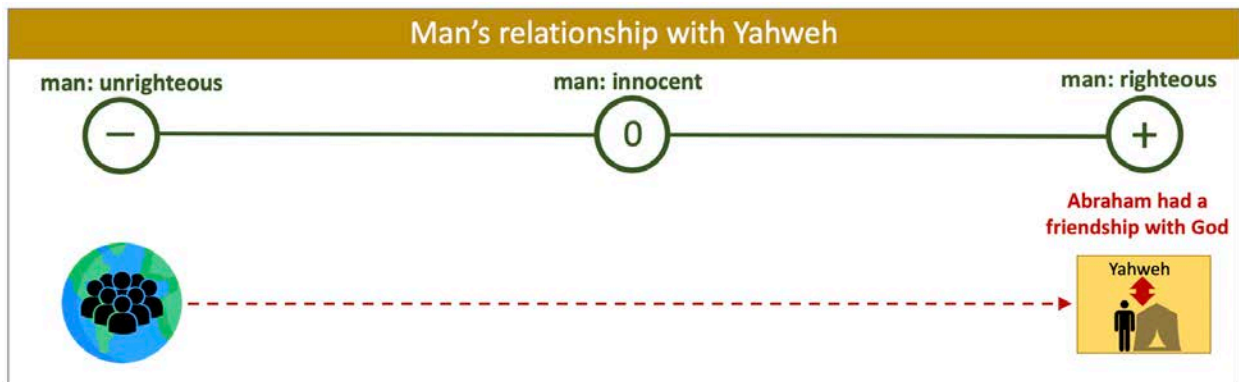 Man's relationship with Yahweh
man: unrighteous
man: innocent
man: righteous
−
0
+
Abraham had a
friendship with God
Yahweh